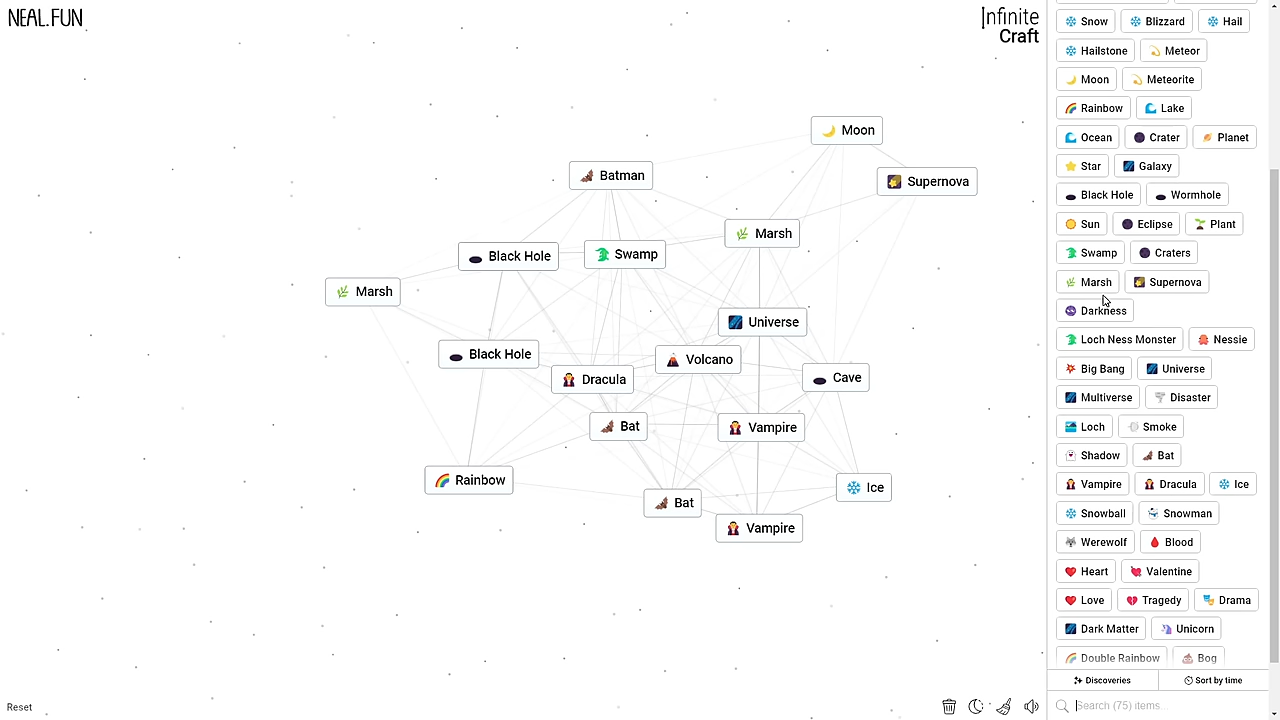 NEAL.FUN
Infinite
Craft
Moon
Batman
Supernova
Marsh
Black Hole
Swamp
Marsh
Universe
Black Hole
Volcano
Dracula
Cave
Bat
Vampire
Rainbow
Ice
Bat
Vampire
Reset
Snow Blizzard Hail
Hailstone Meteor
Moon Meteorite
Rainbow Lake
Ocean Crater Planet
Star Galaxy
Black Hole Wormhole
Sun Eclipse Plant
Swamp Craters
Marsh Supernova
Darkness
Loch Ness Monster Nessie
Big Bang Universe
Multiverse Disaster
Loch Smoke
Shadow Bat
Vampire Dracula Ice
Snowball Snowman
Werewolf Blood
Heart Valentine
Love Tragedy Drama
Dark Matter Unicorn
Double Rainbow Bog
Discoveries Sort by time
Search (75) items...